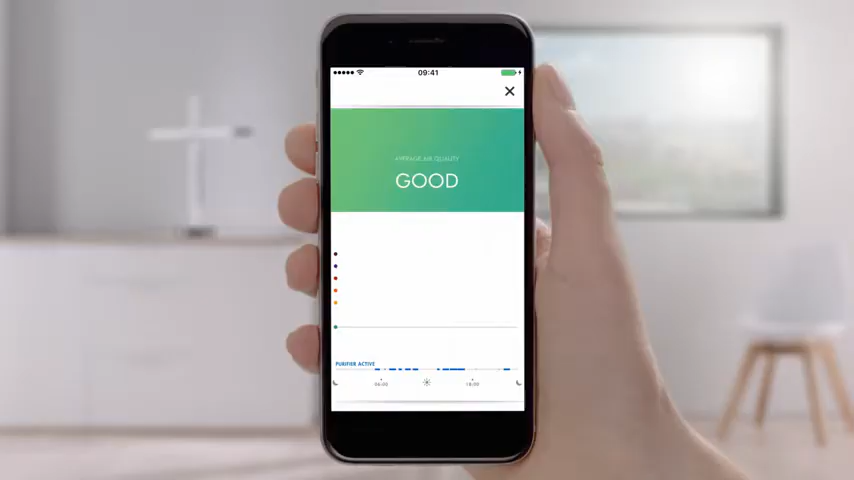 09:41
AVERAGE AIR QUALITY
GOOD
PURIFIER ACTIVE
06:00
18:00